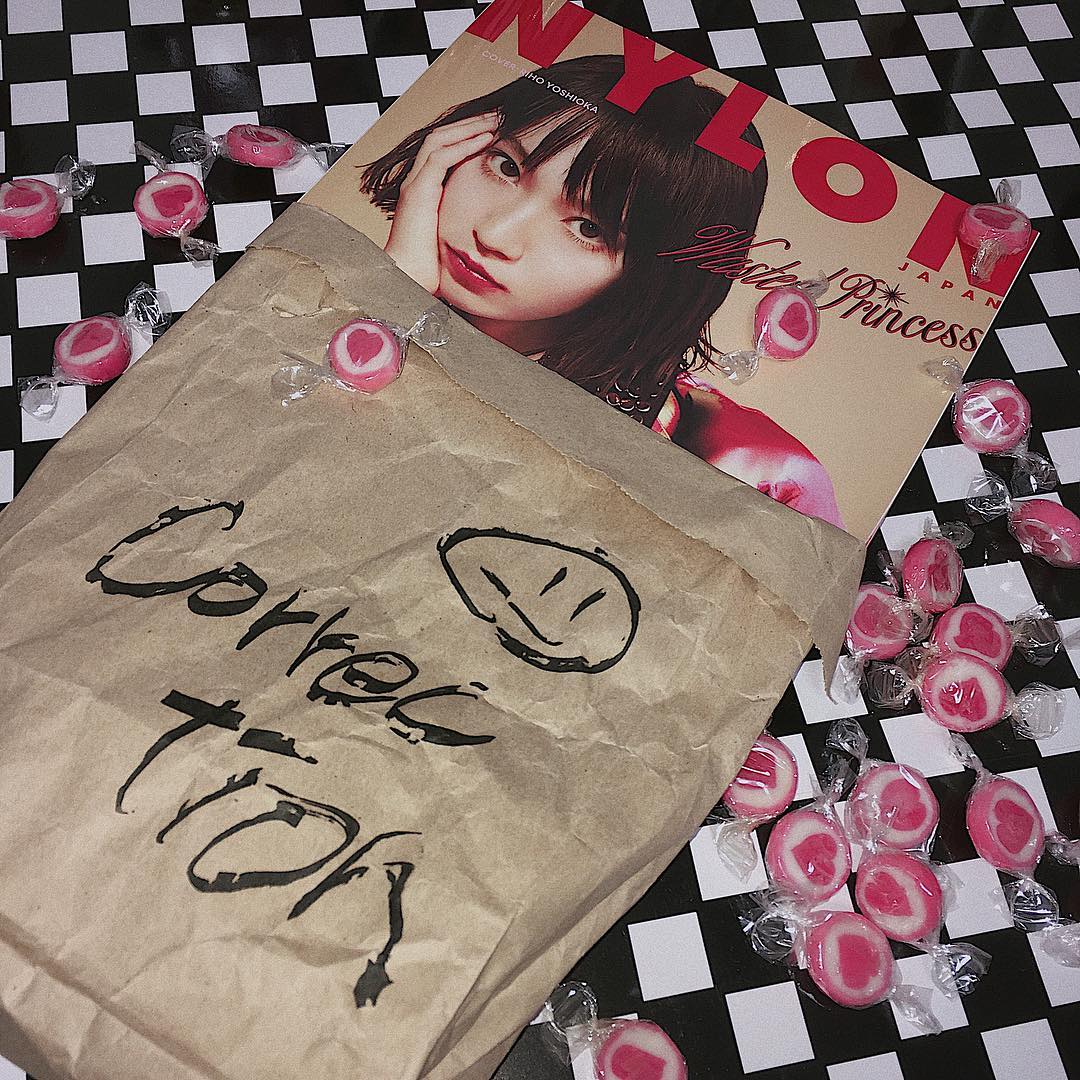 NYLON
JAPAN
COVER: RIHO YOSHIOKA
Wasted Princess
Correc
tion